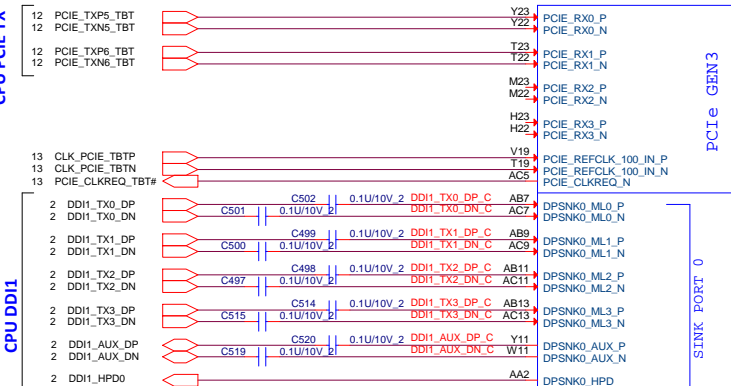 CPU PCIE TX
12 PCIE_TXP5_TBT Y23 PCIE_RX0_P
12 PCIE_TXN5_TBT Y22 PCIE_RX0_N
12 PCIE_TXP6_TBT T23 PCIE_RX1_P
12 PCIE_TXN6_TBT T22 PCIE_RX1_N
M23 PCIE_RX2_P
M22 PCIE_RX2_N
H23 PCIE_RX3_P
H22 PCIE_RX3_N
PCIe GEN3
13 CLK_PCIE_TBTP V19 PCIE_REFCLK_100_IN_P
13 CLK_PCIE_TBTN T19 PCIE_REFCLK_100_IN_N
13 PCIE_CLKREQ_TBT# AC5 PCIE_CLKREQ_N
CPU DDI1
2 DDI1_TX0_DP C502 0.1U/10V_2 DDI1_TX0_DP_C AB7 DPSNK0_ML0_P
2 DDI1_TX0_DN C501 0.1U/10V_2 DDI1_TX0_DN_C AC7 DPSNK0_ML0_N
2 DDI1_TX1_DP C499 0.1U/10V_2 DDI1_TX1_DP_C AB9 DPSNK0_ML1_P
2 DDI1_TX1_DN C500 0.1U/10V_2 DDI1_TX1_DN_C AC9 DPSNK0_ML1_N
2 DDI1_TX2_DP C498 0.1U/10V_2 DDI1_TX2_DP_C AB11 DPSNK0_ML2_P
2 DDI1_TX2_DN C497 0.1U/10V_2 DDI1_TX2_DN_C AC11 DPSNK0_ML2_N
2 DDI1_TX3_DP C514 0.1U/10V_2 DDI1_TX3_DP_C AB13 DPSNK0_ML3_P
2 DDI1_TX3_DN C515 0.1U/10V_2 DDI1_TX3_DN_C AC13 DPSNK0_ML3_N
2 DDI1_AUX_DP C520 0.1U/10V_2 DDI1_AUX_DP_C Y11 DPSNK0_AUX_P
2 DDI1_AUX_DN C519 0.1U/10V_2 DDI1_AUX_DN_C W11 DPSNK0_AUX_N
2 DDI1_HPD0 AA2 DPSNK0_HPD
SINK PORT 0